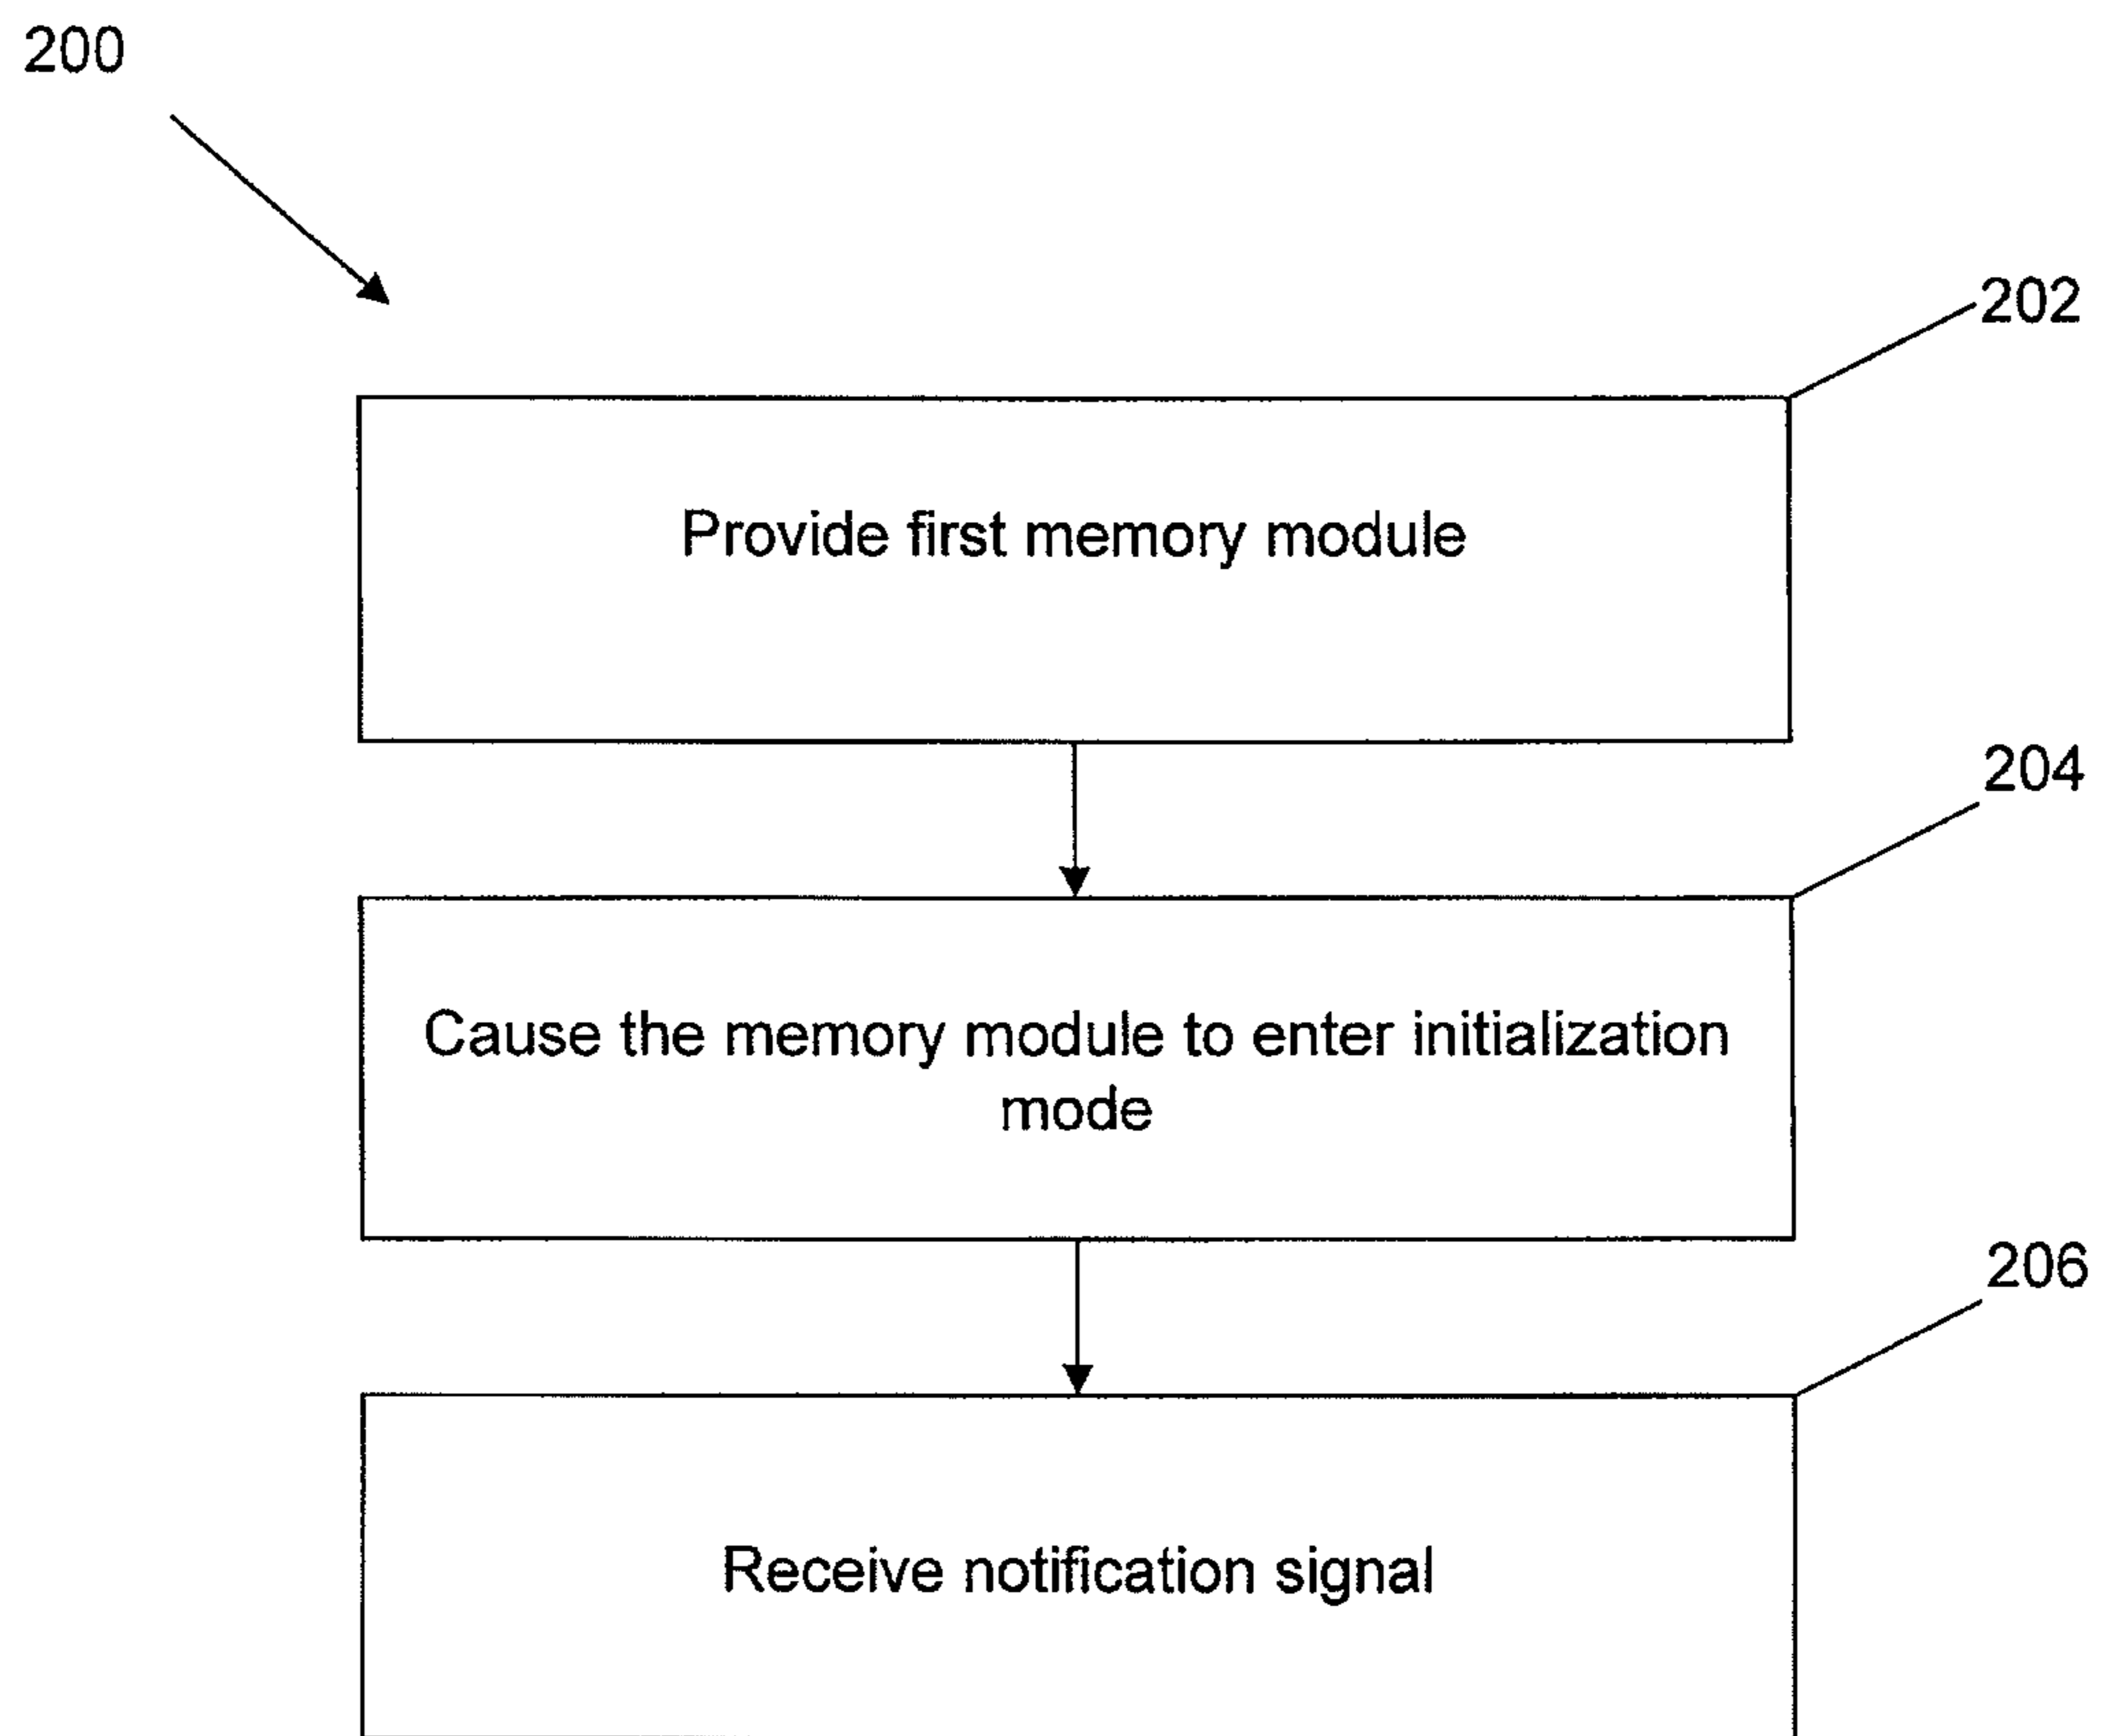 200
202
Provide first memory module
204
Cause the memory module to enter initialization
mode
206
Receive notification signal